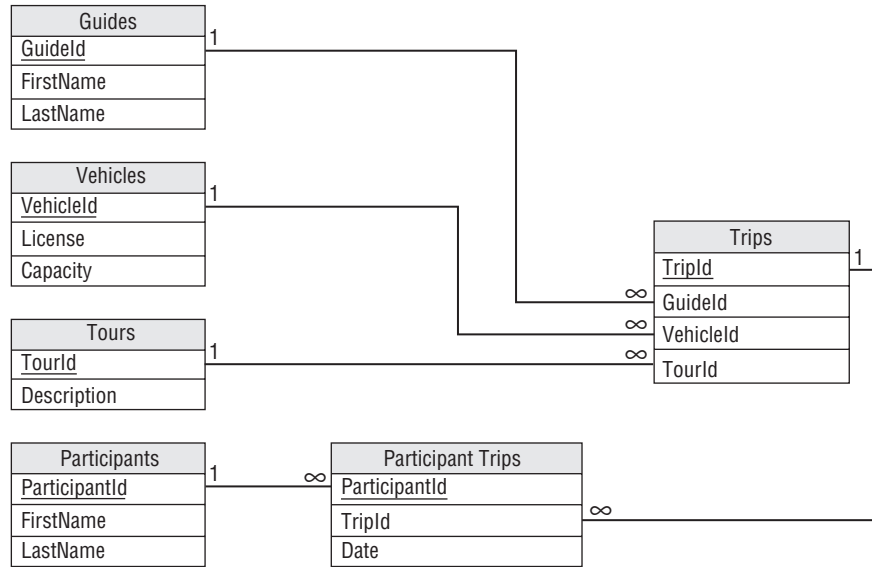 Guides
GuideId
FirstName
LastName
1
Vehicles
VehicleId
License
Capacity
1
Tours
TourId
Description
1
Trips
TripId
GuideId
VehicleId
TourId
1
∞
∞
∞
Participants
ParticipantId
FirstName
LastName
1
∞
Participant Trips
ParticipantId
TripId
Date
∞